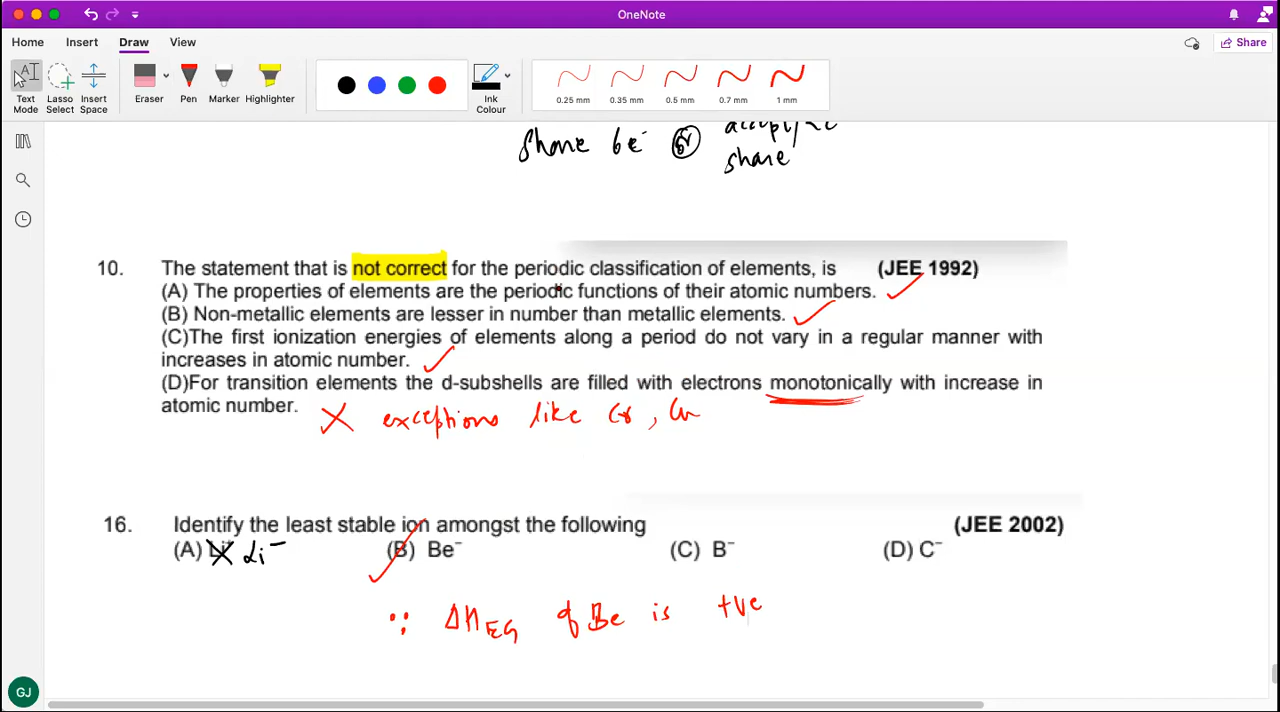 OneNote
Home Insert Draw View
Share
Text Mode
Lasso Select
Insert Space
Eraser
Pen
Marker
Highlighter
Ink Colour
0.25 mm
0.35 mm
0.5 mm
0.7 mm
1 mm
share
share
10. The statement that is not correct for the periodic classification of elements, is (JEE 1992)
(A) The properties of elements are the periodic functions of their atomic numbers.
(B) Non-metallic elements are lesser in number than metallic elements.
(C)The first ionization energies of elements along a period do not vary in a regular manner with
increases in atomic number.
(D)For transition elements the d-subshells are filled with electrons monotonically with increase in
atomic number. exceptions like Cr, Cu
16. Identify the least stable ion amongst the following (JEE 2002)
(A) Li⁻ (B) Be⁻ (C) B⁻ (D) C⁻
∵ ΔH_EG of Be is +ve
GJ